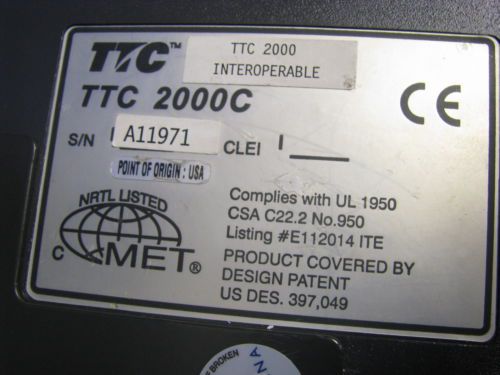 TTC™
TTC 2000
INTEROPERABLE
TTC 2000C
CE
S/N
A11971
CLEI
POINT OF ORIGIN : USA
NRTL LISTED
C
MET®
Complies with UL 1950
CSA C22.2 No.950
Listing #E112014 ITE
PRODUCT COVERED BY
DESIGN PATENT
US DES. 397,049
BROKEN